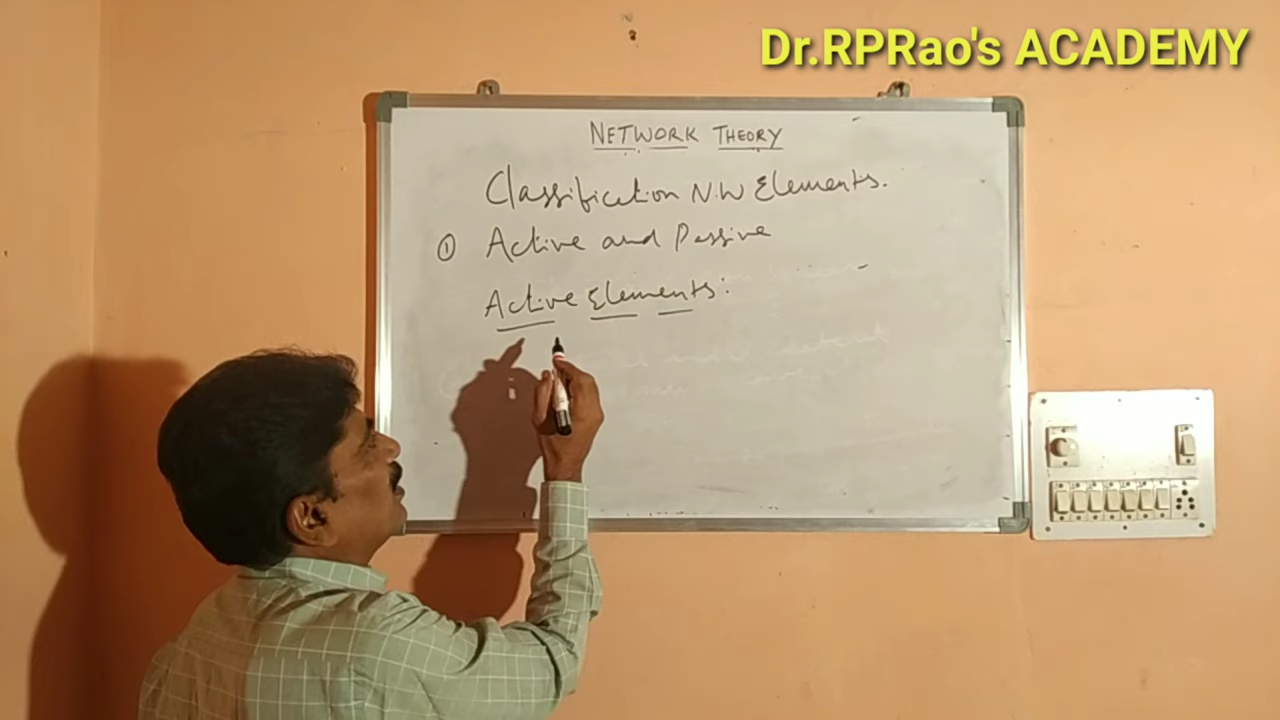 Dr.RPRao's ACADEMY
NETWORK THEORY
Classification N.W Elements.
① Active and Passive
Active Elements: